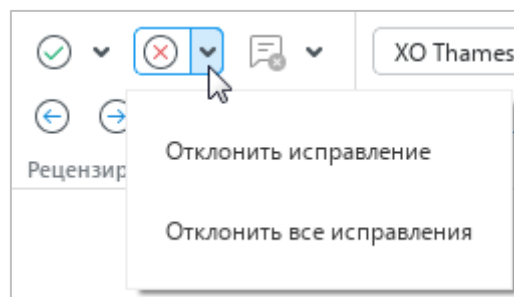 XO Thames
Отклонить исправление
Рецензир
Отклонить все исправления